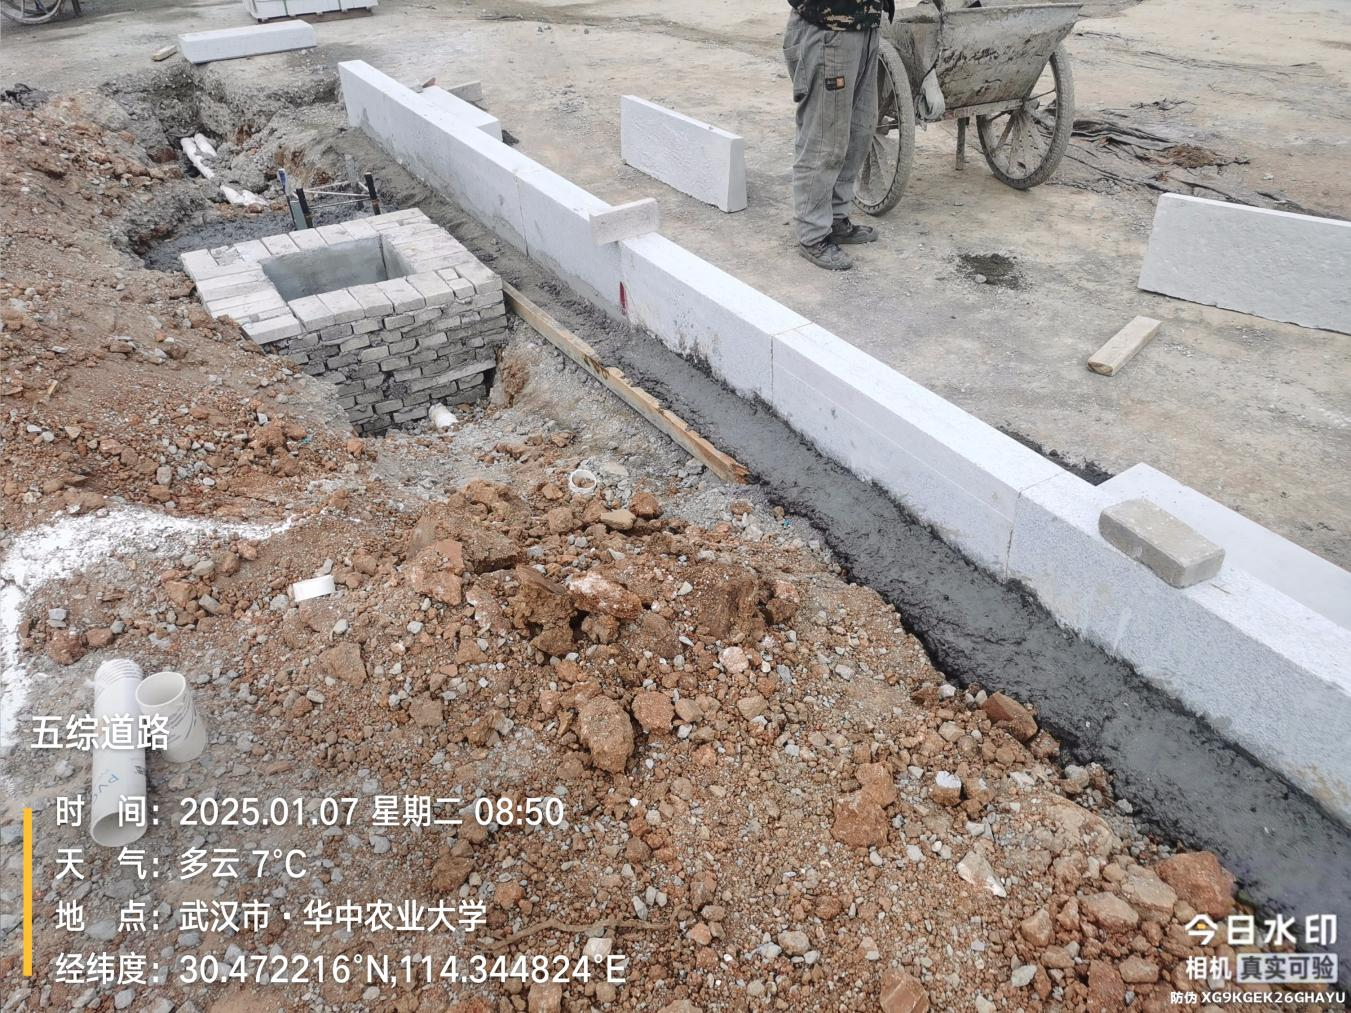 五综道路
时 间：2025.01.07 星期二 08:50
天 气：多云 7°C
地 点：武汉市·华中农业大学
经纬度：30.472216°N,114.344824°E
今日水印
相机 真实可验
防伪 XG9KGEK26GHAYU